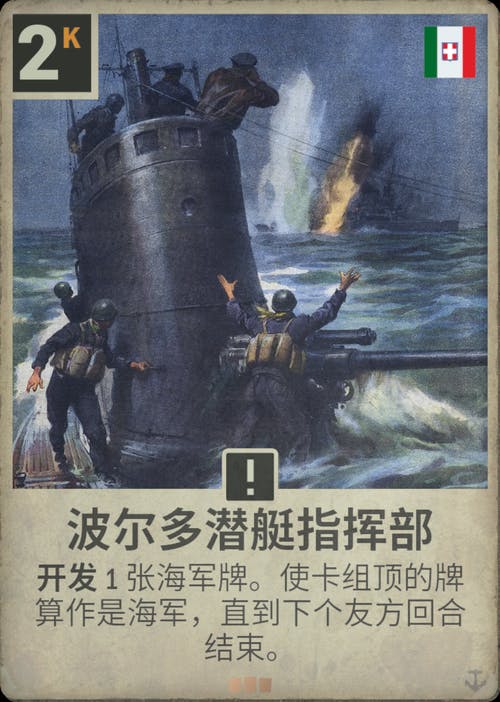 2K
!
波尔多潜艇指挥部
开发 1 张海军牌。使卡组顶的牌
算作是海军，直到下个友方回合
结束。